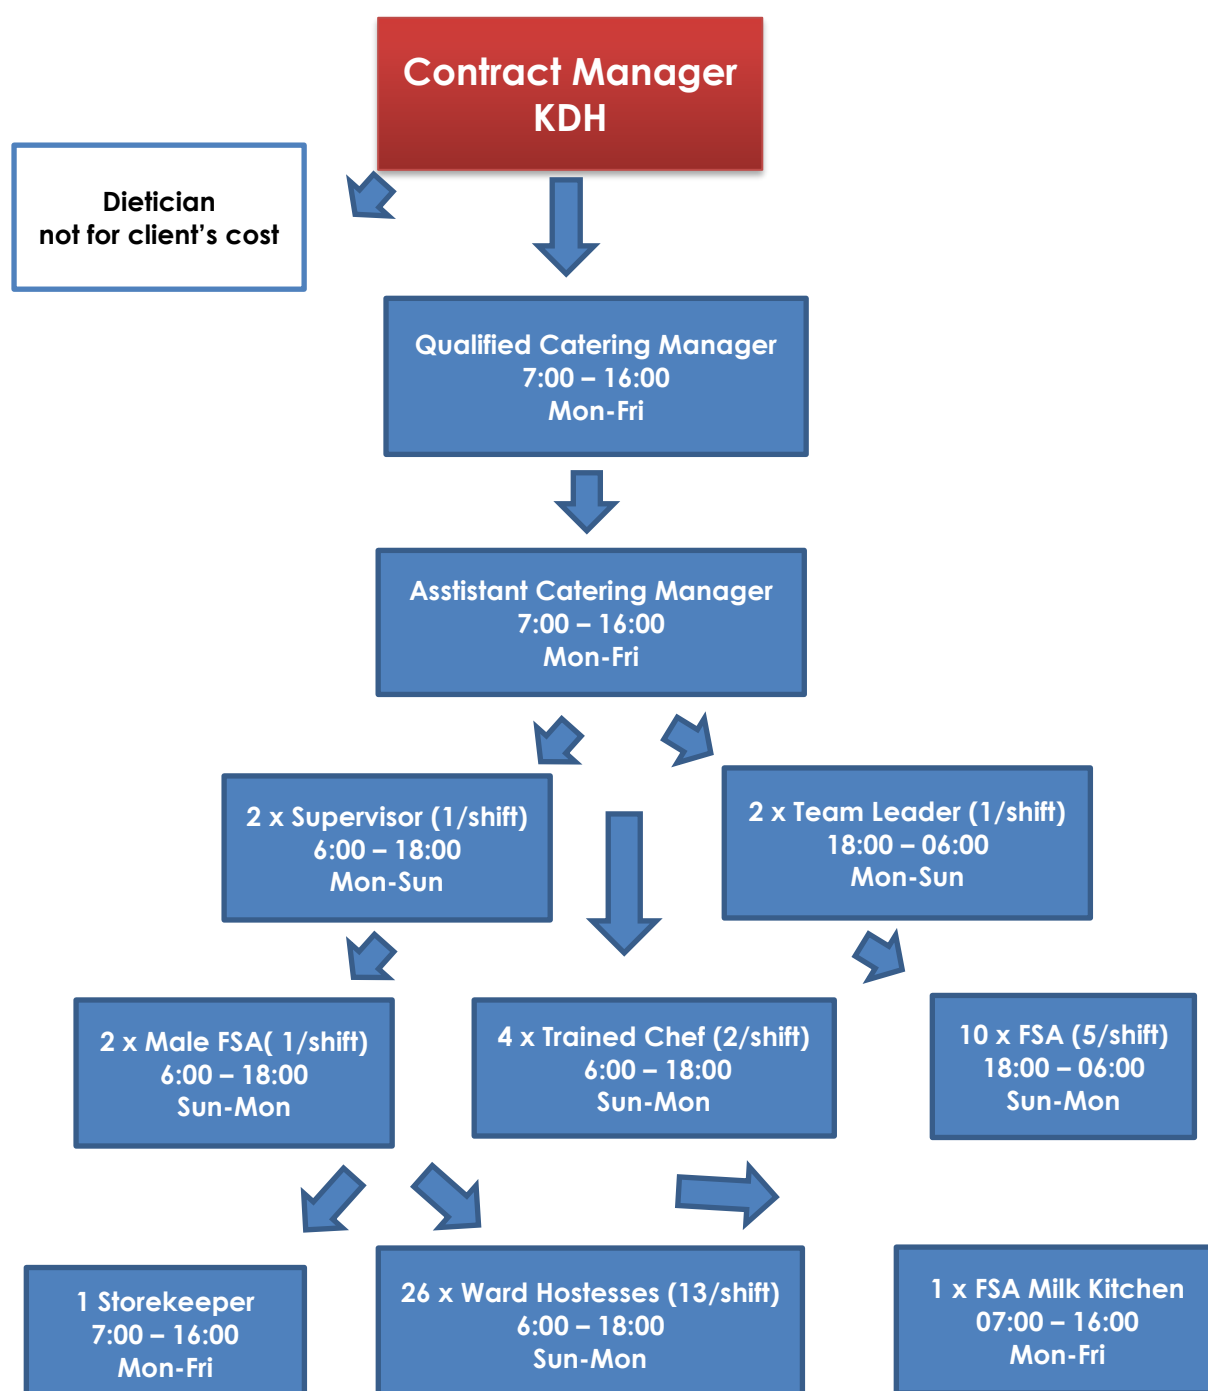 Contract Manager
KDH
Dietician
not for client's cost
Qualified Catering Manager
7:00 – 16:00
Mon-Fri
Asstistant Catering Manager
7:00 – 16:00
Mon-Fri
2 x Supervisor (1/shift)
6:00 – 18:00
Mon-Sun
2 x Team Leader (1/shift)
18:00 – 06:00
Mon-Sun
2 x Male FSA( 1/shift)
6:00 – 18:00
Sun-Mon
4 x Trained Chef (2/shift)
6:00 – 18:00
Sun-Mon
10 x FSA (5/shift)
18:00 – 06:00
Sun-Mon
1 Storekeeper
7:00 – 16:00
Mon-Fri
26 x Ward Hostesses (13/shift)
6:00 – 18:00
Sun-Mon
1 x FSA Milk Kitchen
07:00 – 16:00
Mon-Fri